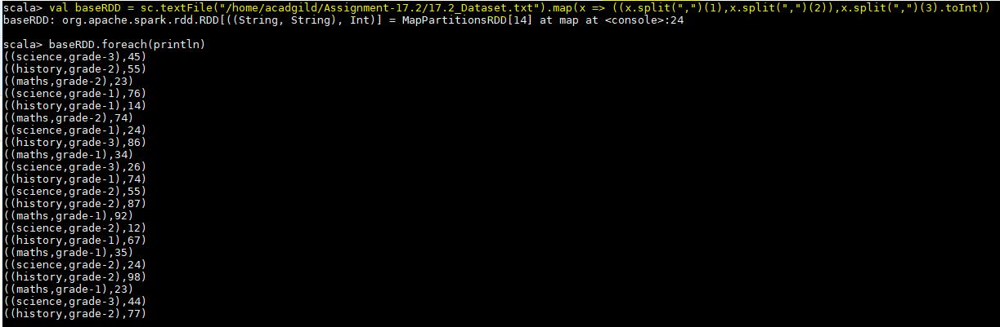 scala> val baseRDD = sc.textFile("/home/acadgild/Assignment-17.2/17.2_Dataset.txt").map(x => ((x.split(",")(1),x.split(",")(2)),x.split(",")(3).toInt))
baseRDD: org.apache.spark.rdd.RDD[((String, String), Int)] = MapPartitionsRDD[14] at map at <console>:24
scala> baseRDD.foreach(println)
((science,grade-3),45)
((history,grade-2),55)
((maths,grade-2),23)
((science,grade-1),76)
((history,grade-1),14)
((maths,grade-2),74)
((science,grade-1),24)
((history,grade-3),86)
((maths,grade-1),34)
((science,grade-3),26)
((history,grade-1),74)
((science,grade-2),55)
((history,grade-2),87)
((maths,grade-1),92)
((science,grade-2),12)
((history,grade-1),67)
((maths,grade-1),35)
((science,grade-2),24)
((history,grade-2),98)
((maths,grade-1),23)
((science,grade-3),44)
((history,grade-2),77)